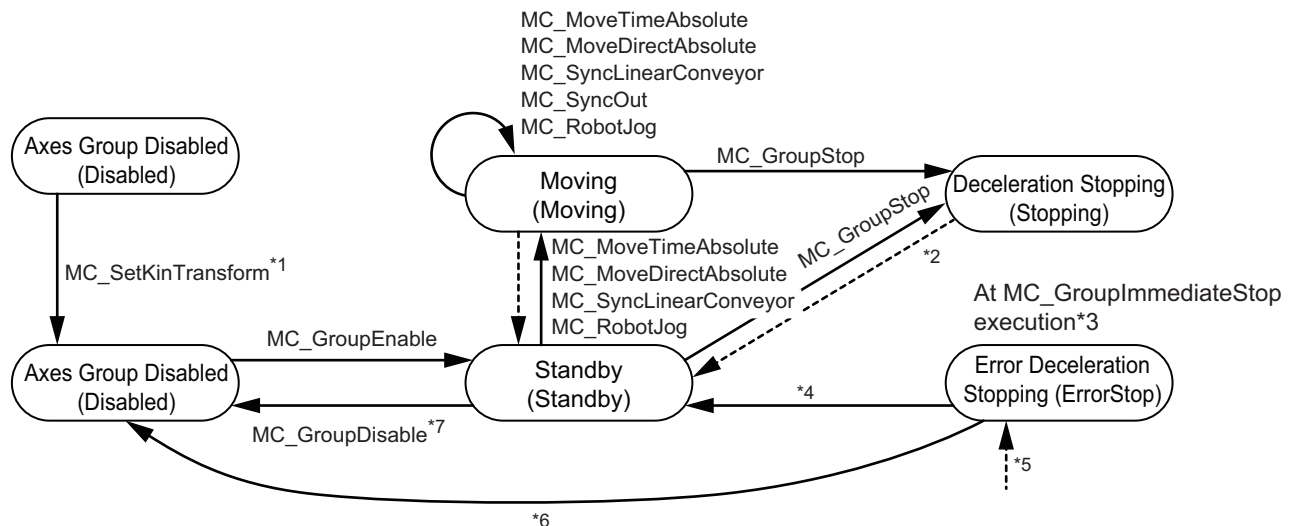 MC_MoveTimeAbsolute
MC_MoveDirectAbsolute
MC_SyncLinearConveyor
MC_SyncOut
MC_RobotJog
Axes Group Disabled
(Disabled)
Moving
(Moving)
MC_GroupStop
Deceleration Stopping
(Stopping)
MC_SetKinTransform*1
MC_MoveTimeAbsolute
MC_MoveDirectAbsolute
MC_SyncLinearConveyor
MC_RobotJog
MC_GroupStop
*2
At MC_GroupImmediateStop
execution*3
MC_GroupEnable
Axes Group Disabled
(Disabled)
Standby
(Standby)
Error Deceleration
Stopping (ErrorStop)
*4
MC_GroupDisable*7
*5
*6